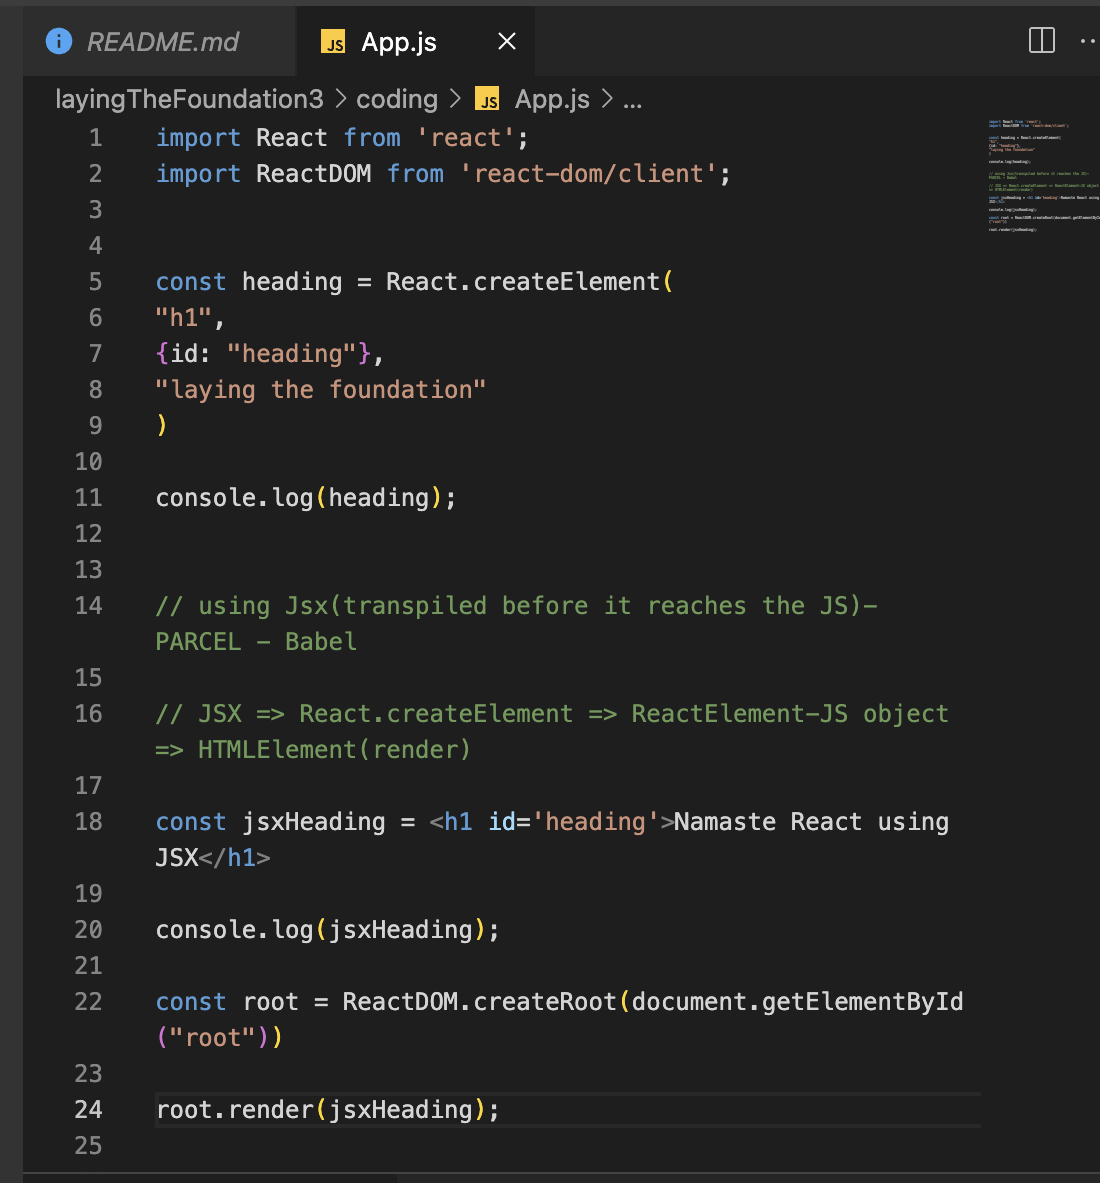 README.md
JS App.js
layingTheFoundation3 > coding > JS App.js > ...
1 import React from 'react';
2 import ReactDOM from 'react-dom/client';
3
4
5 const heading = React.createElement(
6 "h1",
7 {id: "heading"},
8 "laying the foundation"
9 )
10
11 console.log(heading);
12
13
14 // using Jsx(transpiled before it reaches the JS)-
PARCEL - Babel
15
16 // JSX => React.createElement => ReactElement-JS object
=> HTMLElement(render)
17
18 const jsxHeading = <h1 id='heading'>Namaste React using
JSX</h1>
19
20 console.log(jsxHeading);
21
22 const root = ReactDOM.createRoot(document.getElementById
("root"))
23
24 root.render(jsxHeading);
25